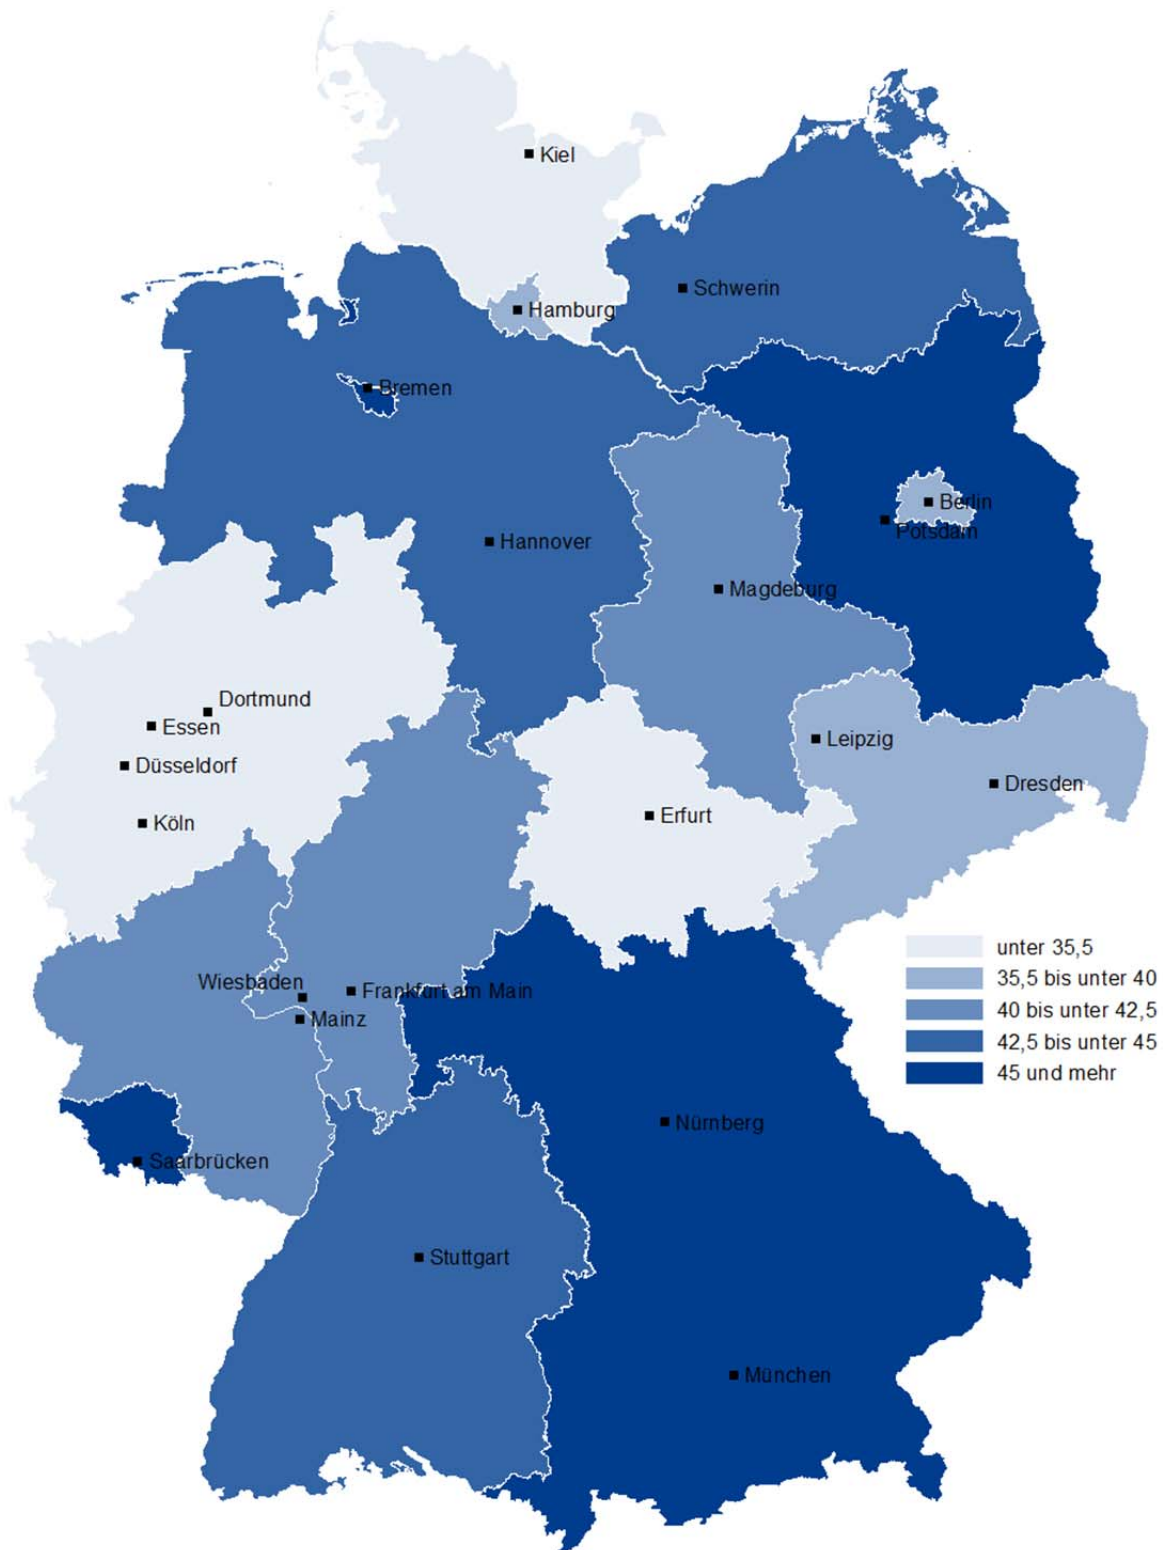 Kiel
Schwerin
Hamburg
Bremen
Berlin
Potsdam
Hannover
Magdeburg
Dortmund
Essen
Leipzig
Düsseldorf
Dresden
Köln
Erfurt
unter 35,5
35,5 bis unter 40
40 bis unter 42,5
42,5 bis unter 45
45 und mehr
Wiesbaden
Frankfurt am Main
Mainz
Nürnberg
Saarbrücken
Stuttgart
München